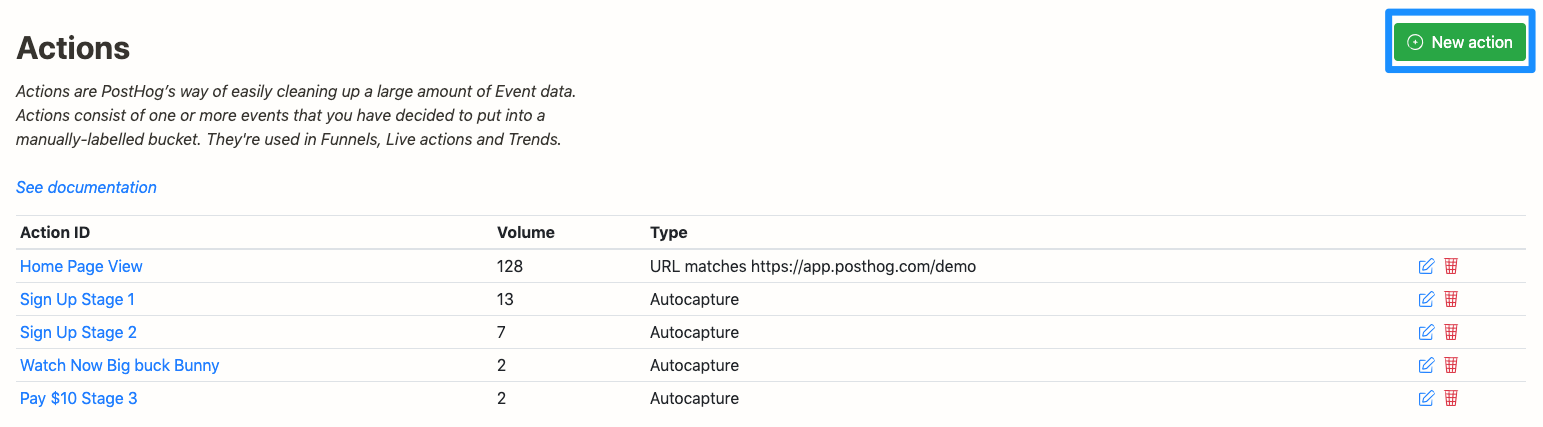 Actions
New action
Actions are PostHog’s way of easily cleaning up a large amount of Event data.
Actions consist of one or more events that you have decided to put into a
manually-labelled bucket. They're used in Funnels, Live actions and Trends.
See documentation
Action ID Volume Type
Home Page View 128 URL matches https://app.posthog.com/demo
Sign Up Stage 1 13 Autocapture
Sign Up Stage 2 7 Autocapture
Watch Now Big buck Bunny 2 Autocapture
Pay $10 Stage 3 2 Autocapture